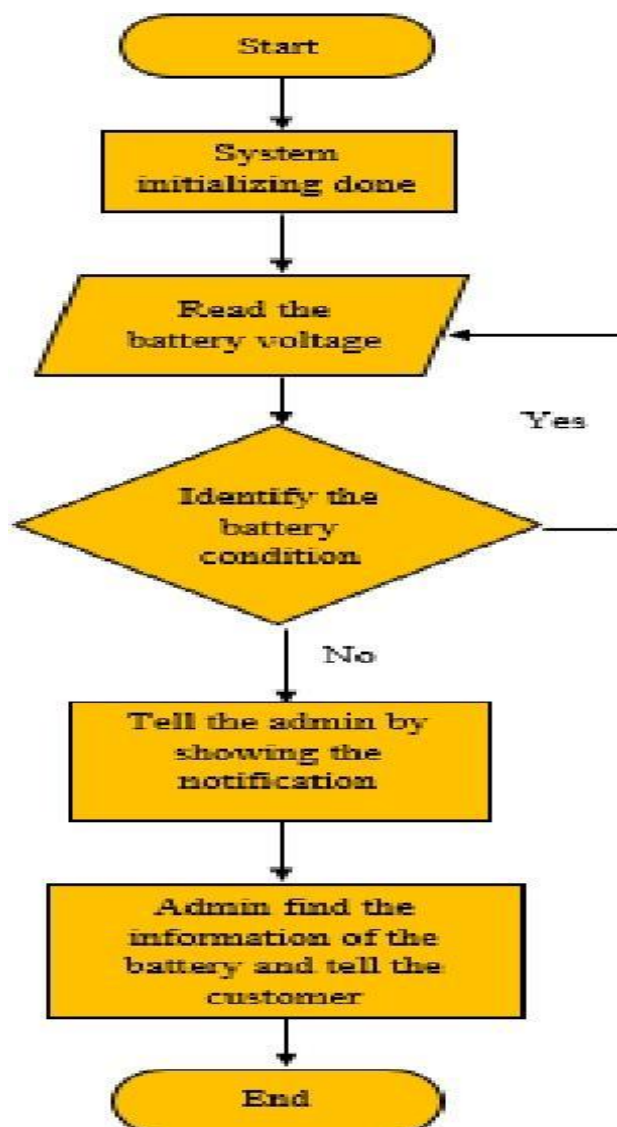 Start
System
initializing done
Read the
battery voltage
Yes
Identify the
battery
condition
No
Tell the admin by
showing the
notification
Admin find the
information of the
battery and tell the
customer
End